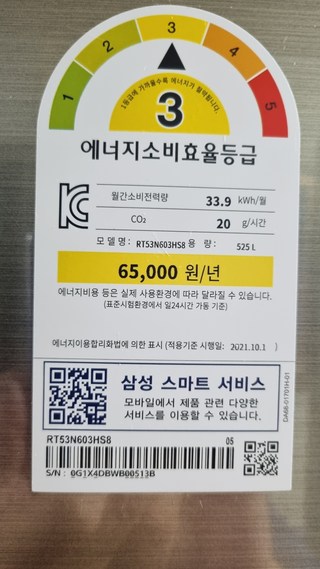 1 2 3 4 5
1등급에 가까울수록 에너지가 절약됩니다.
3
에너지소비효율등급
월간소비전력량 33.9 kWh/월
CO₂ 20 g/시간
모 델 명 : RT53N603HS8 용 량 : 525 L
65,000 원/년
에너지비용 등은 실제 사용환경에 따라 달라질 수 있습니다.
(표준시험환경에서 일24시간 가동 기준)
에너지이용합리화법에 의한 표시 (적용기준 시행일: 2021.10.1 )
삼성 스마트 서비스
모바일에서 제품 관련 다양한
서비스를 이용할 수 있습니다.
DA68-01701H-01
RT53N603HS8 05
S/N : 0G1X4DBWB00513B